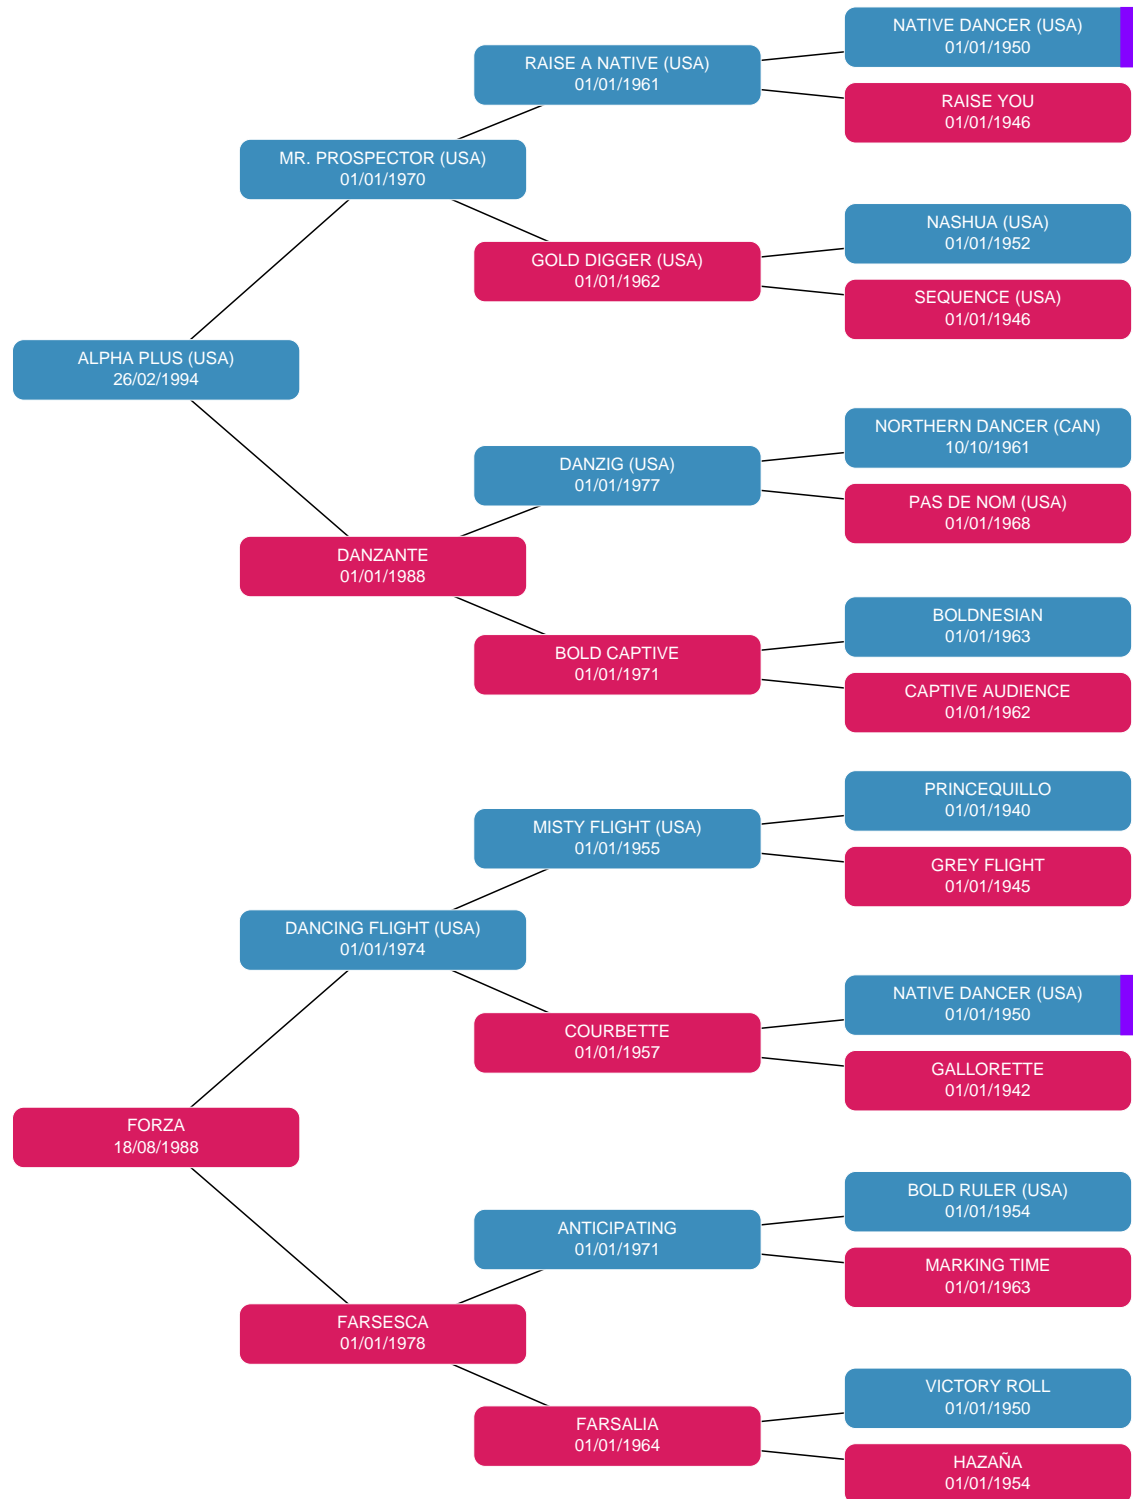 NATIVE DANCER (USA)
01/01/1950
RAISE A NATIVE (USA)
01/01/1961
RAISE YOU
01/01/1946
MR. PROSPECTOR (USA)
01/01/1970
NASHUA (USA)
01/01/1952
GOLD DIGGER (USA)
01/01/1962
SEQUENCE (USA)
01/01/1946
ALPHA PLUS (USA)
26/02/1994
NORTHERN DANCER (CAN)
10/10/1961
DANZIG (USA)
01/01/1977
PAS DE NOM (USA)
01/01/1968
DANZANTE
01/01/1988
BOLDNESIAN
01/01/1963
BOLD CAPTIVE
01/01/1971
CAPTIVE AUDIENCE
01/01/1962
PRINCEQUILLO
01/01/1940
MISTY FLIGHT (USA)
01/01/1955
GREY FLIGHT
01/01/1945
DANCING FLIGHT (USA)
01/01/1974
NATIVE DANCER (USA)
01/01/1950
COURBETTE
01/01/1957
GALLORETTE
01/01/1942
FORZA
18/08/1988
BOLD RULER (USA)
01/01/1954
ANTICIPATING
01/01/1971
MARKING TIME
01/01/1963
FARSESCA
01/01/1978
VICTORY ROLL
01/01/1950
FARSALIA
01/01/1964
HAZAÑA
01/01/1954